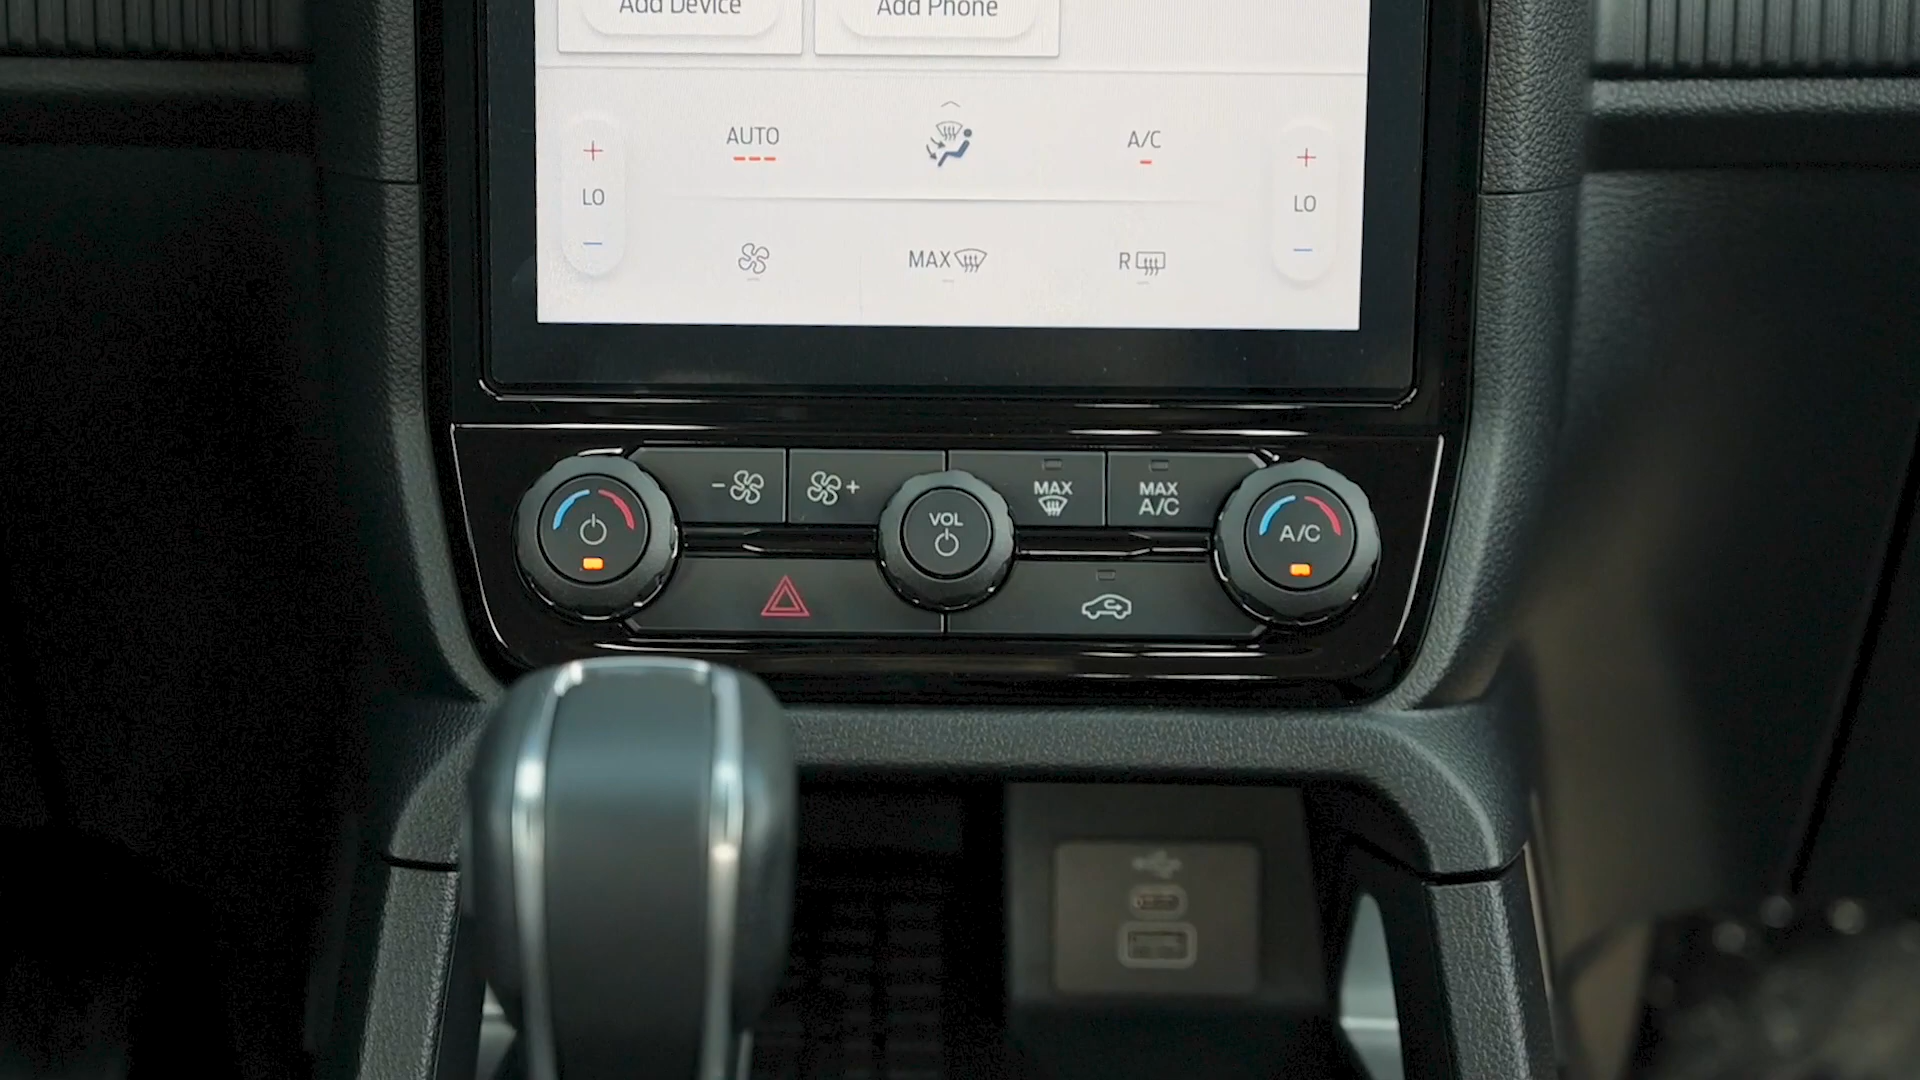 Add Device
Add Phone
+
AUTO
A/C
+
LO
LO
−
MAX
R
−
−
+
MAX
MAX
A/C
VOL
A/C